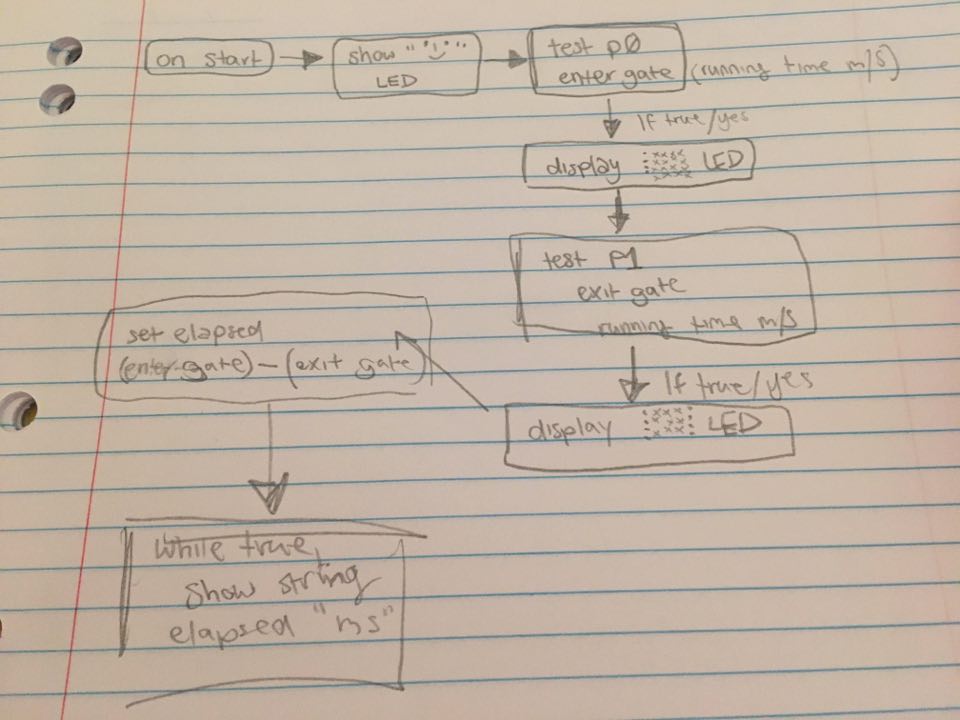 on start
show " "
LED
test p0
enter gate (running time m/s)
If true/yes
display LED
test P1
exit gate
running time m/s
If true/yes
display LED
set elapsed
(enter gate) - (exit gate)
while true,
show string
elapsed "ms"